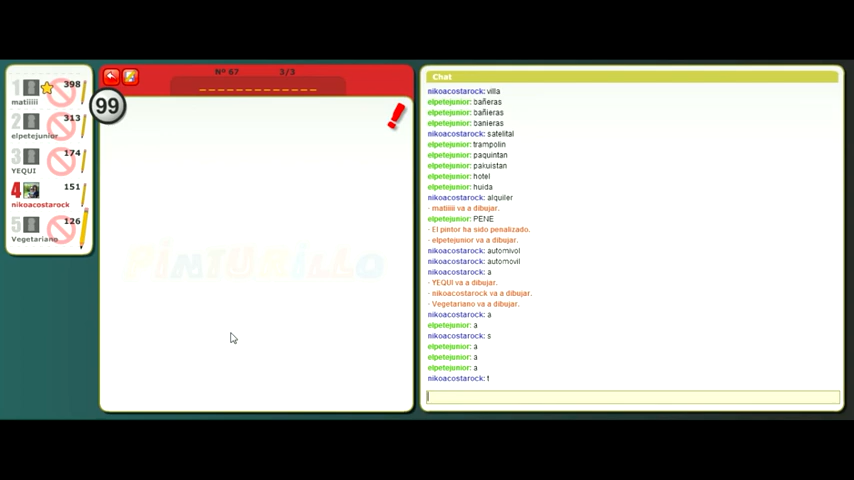 Nº 67 3/3
_ _ _ _ _ _ _ _ _ _ _ _
99
1 398
matiiiii
2 313
elpetejunior
3 174
YEQUI
4 151
nikoacostarock
5 126
Vegetariano
PINTURILLO
Chat
nikoacostarock: villa
elpetejunior: bañeras
elpetejunior: bañieras
elpetejunior: banieras
nikoacostarock: satelital
elpetejunior: trampolin
elpetejunior: paquintan
elpetejunior: pakuistan
elpetejunior: hotel
elpetejunior: huida
nikoacostarock: alquiler
- matiiiii va a dibujar.
elpetejunior: PENE
- El pintor ha sido penalizado.
- elpetejunior va a dibujar.
nikoacostarock: automivol
nikoacostarock: automovil
nikoacostarock: a
- YEQUI va a dibujar.
- nikoacostarock va a dibujar.
- Vegetariano va a dibujar.
nikoacostarock: a
elpetejunior: a
nikoacostarock: s
elpetejunior: a
elpetejunior: a
elpetejunior: a
nikoacostarock: t